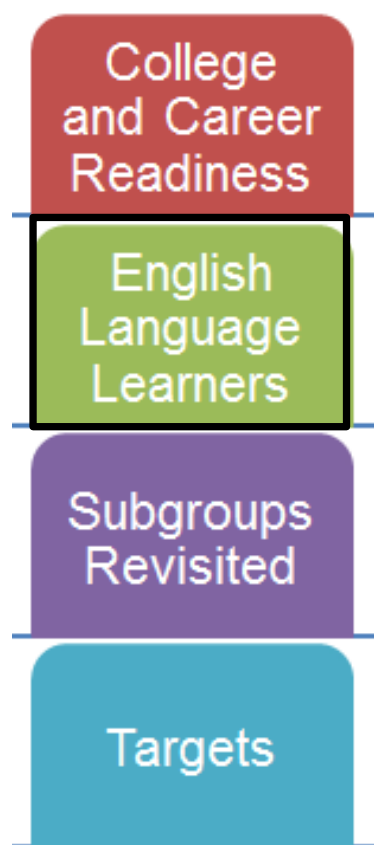 College
and Career
Readiness
English
Language
Learners
Subgroups
Revisited
Targets